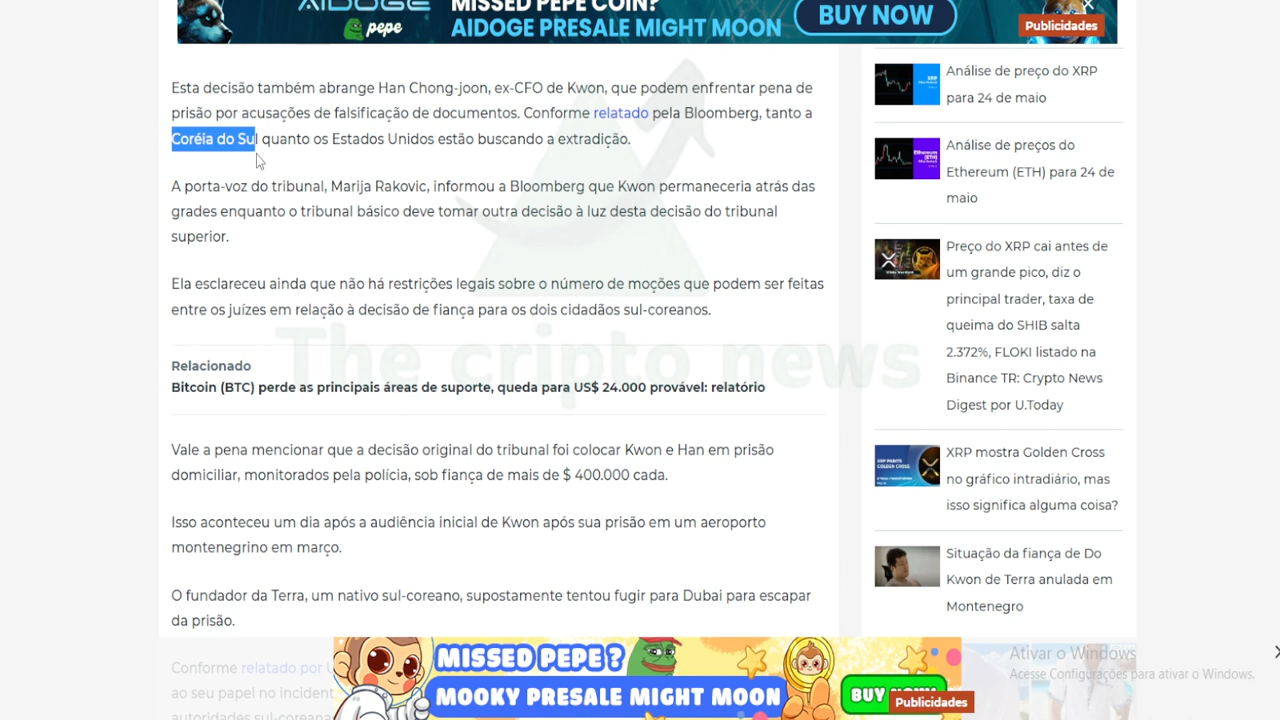 AIDOGE
pepe
MISSED PEPE COIN?
AIDOGE PRESALE MIGHT MOON
BUY NOW
Publicidades
Esta decisão também abrange Han Chong-joon, ex-CFO de Kwon, que podem enfrentar pena de
prisão por acusações de falsificação de documentos. Conforme relatado pela Bloomberg, tanto a
Coréia do Sul quanto os Estados Unidos estão buscando a extradição.
A porta-voz do tribunal, Marija Rakovic, informou a Bloomberg que Kwon permaneceria atrás das
grades enquanto o tribunal básico deve tomar outra decisão à luz desta decisão do tribunal
superior.
Ela esclareceu ainda que não há restrições legais sobre o número de moções que podem ser feitas
entre os juízes em relação à decisão de fiança para os dois cidadãos sul-coreanos.
The cripto news
Relacionado
Bitcoin (BTC) perde as principais áreas de suporte, queda para US$ 24.000 provável: relatório
Vale a pena mencionar que a decisão original do tribunal foi colocar Kwon e Han em prisão
domiciliar, monitorados pela polícia, sob fiança de mais de $ 400.000 cada.
Isso aconteceu um dia após a audiência inicial de Kwon após sua prisão em um aeroporto
montenegrino em março.
O fundador da Terra, um nativo sul-coreano, supostamente tentou fugir para Dubai para escapar
da prisão.
Conforme relatado por
ao seu papel no incident
autoridades sul-coreana
Análise de preço do XRP
para 24 de maio
Análise de preços do
Ethereum (ETH) para 24 de
maio
Preço do XRP cai antes de
um grande pico, diz o
principal trader, taxa de
queima do SHIB salta
2.372%, FLOKI listado na
Binance TR: Crypto News
Digest por U.Today
XRP mostra Golden Cross
no gráfico intradiário, mas
isso significa alguma coisa?
Situação da fiança de Do
Kwon de Terra anulada em
Montenegro
MISSED PEPE?
MOOKY PRESALE MIGHT MOON
BUY NOW
Publicidades
Ativar o Windows
Acesse Configurações para ativar o Windows.